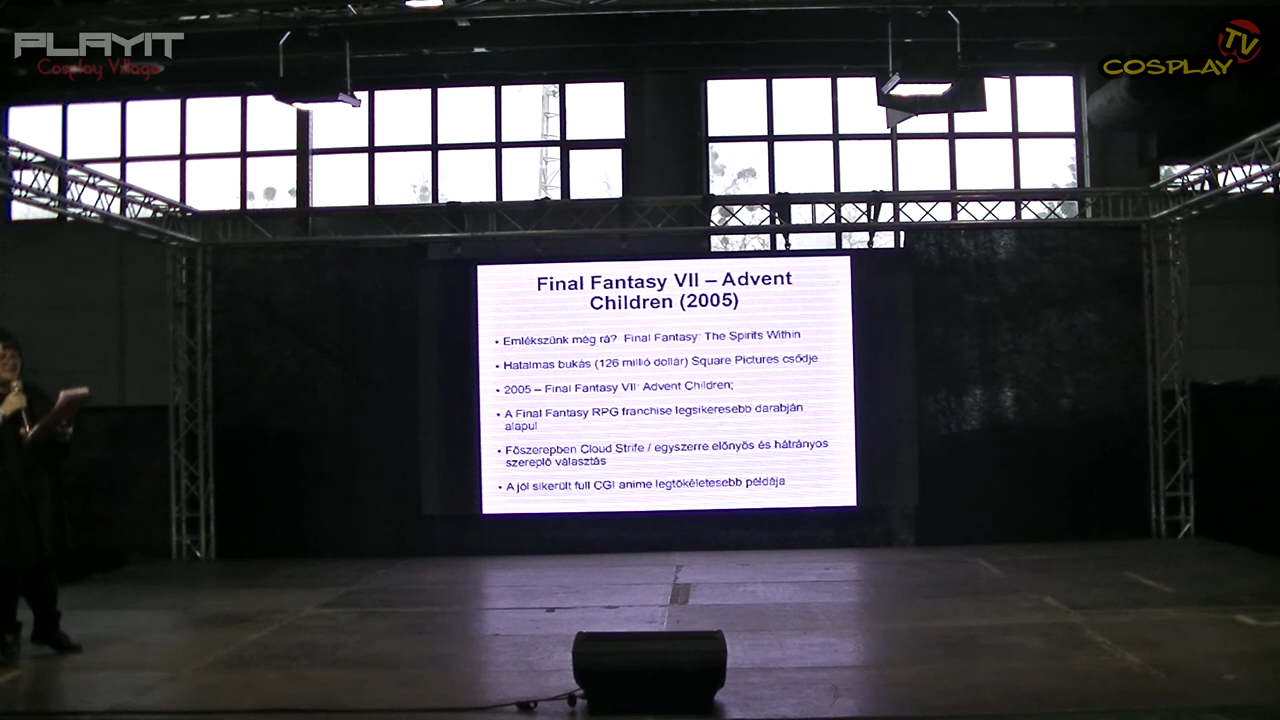 PLAYIT
Cosplay Village
COSPLAY TV
Final Fantasy VII – Advent
Children (2005)
• Emlékszünk még rá? Final Fantasy: The Spirits Within
• Hatalmas bukás (126 millió dollár) Square Pictures csődje
• 2005 – Final Fantasy VII: Advent Children;
• A Final Fantasy RPG franchise legsikeresebb darabján
alapul
• Főszerepben Cloud Strife / egyszerre előnyös és hátrányos
szereplő választás
• A jól sikerült full CGI anime legtökéletesebb példája